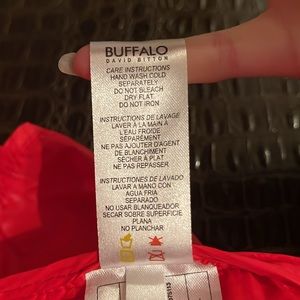 BUFFALO
DAVID BITTON
CARE INSTRUCTIONS
HAND WASH COLD
SEPARATELY
DO NOT BLEACH
DRY FLAT
DO NOT IRON
INSTRUCTIONS DE LAVAGE
LAVER À LA MAIN A
L'EAU FROIDE
SÉPARÉMENT
NE PAS AJOUTER D'AGENT
DE BLANCHIMENT
SÉCHER À PLAT
NE PAS REPASSER
INSTRUCCIONES DE LAVADO
LAVAR A MANO CON
AGUA FRIA
SEPARADO
NO USAR BLANQUEADOR
SECAR SOBRE SUPERFICIE
PLANA
NO PLANCHAR